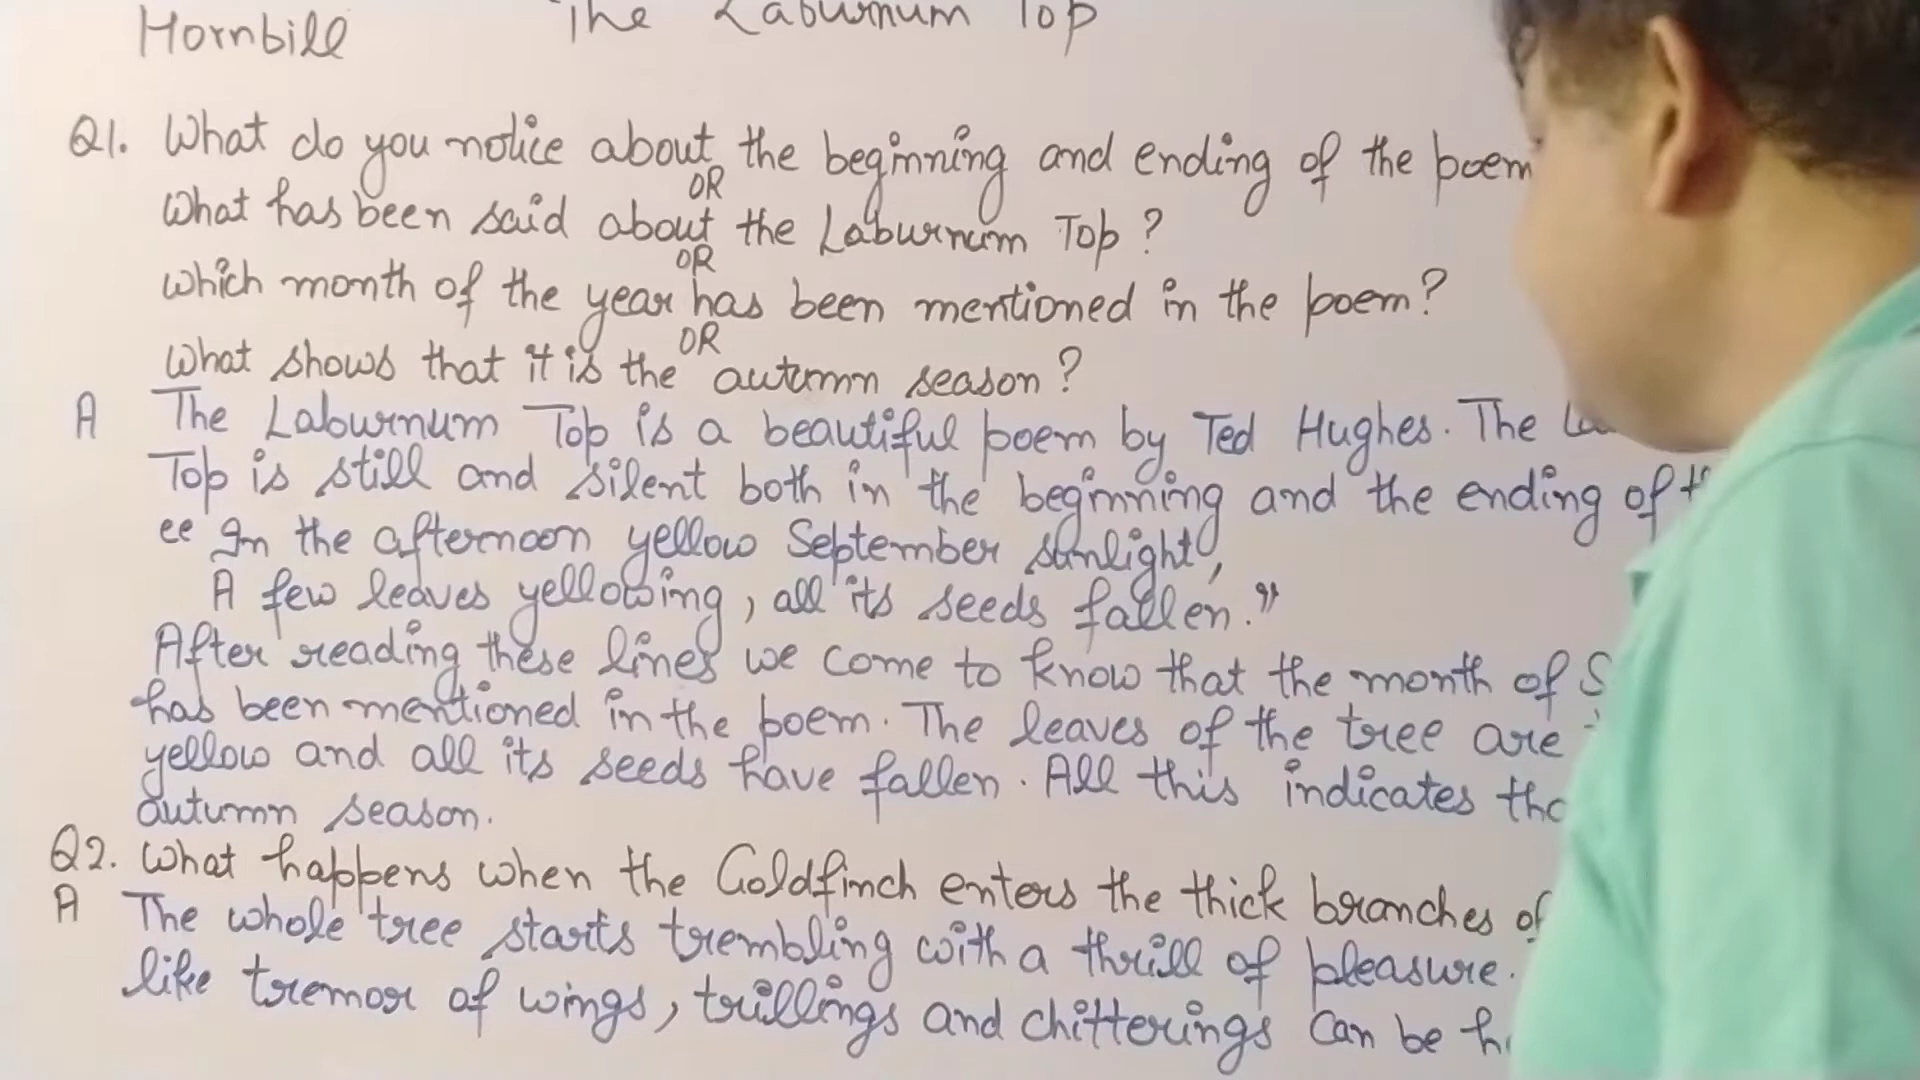 Hornbill The Laburnum Top
Q1. What do you notice about the beginning and ending of the poem
OR
What has been said about the Laburnum Top?
OR
Which month of the year has been mentioned in the poem?
OR
What shows that it is the autumn season?
A The Laburnum Top is a beautiful poem by Ted Hughes. The
Top is still and silent both in the beginning and the ending of
"In the afternoon yellow September sunlight,
A few leaves yellowing, all its seeds fallen."
After reading these lines we come to know that the month of
has been mentioned in the poem. The leaves of the tree are
yellow and all its seeds have fallen. All this indicates
autumn season.
Q2. What happens when the Goldfinch enters the thick branches of
A The whole tree starts trembling with a thrill of pleasure.
like tremor of wings, trillings and chitterings can be